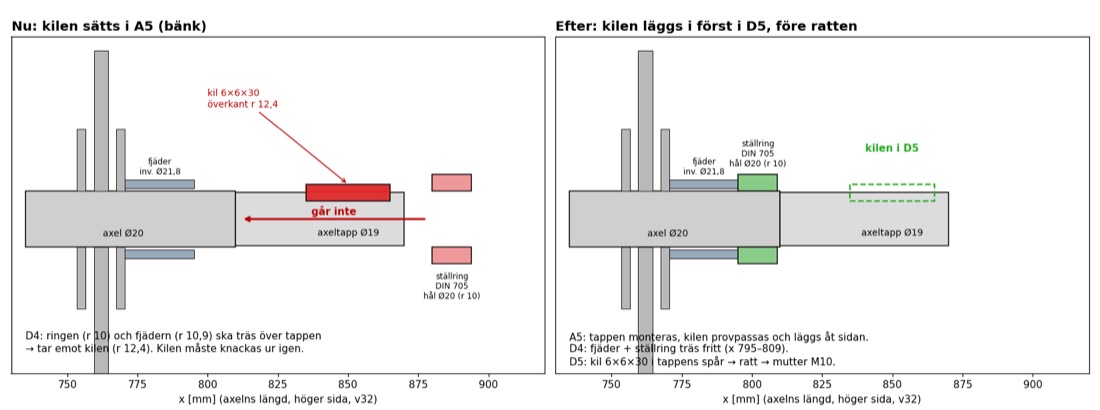 Nu: kilen sätts i A5 (bänk)
kil 6×6×30
överkant r 12,4
fjäder
inv. Ø21,8
går inte
axel Ø20
axeltapp Ø19
ställring
DIN 705
hål Ø20 (r 10)
D4: ringen (r 10) och fjädern (r 10,9) ska träs över tappen
→ tar emot kilen (r 12,4). Kilen måste knackas ur igen.
750
775
800
825
850
875
900
x [mm] (axelns längd, höger sida, v32)
Efter: kilen läggs i först i D5, före ratten
ställring
DIN 705
hål Ø20 (r 10)
fjäder
inv. Ø21,8
kilen i D5
axel Ø20
axeltapp Ø19
A5: tappen monteras, kilen provpassas och läggs åt sidan.
D4: fjäder + ställring träs fritt (x 795–809).
D5: kil 6×6×30 i tappens spår → ratt → mutter M10.
750
775
800
825
850
875
900
x [mm] (axelns längd, höger sida, v32)